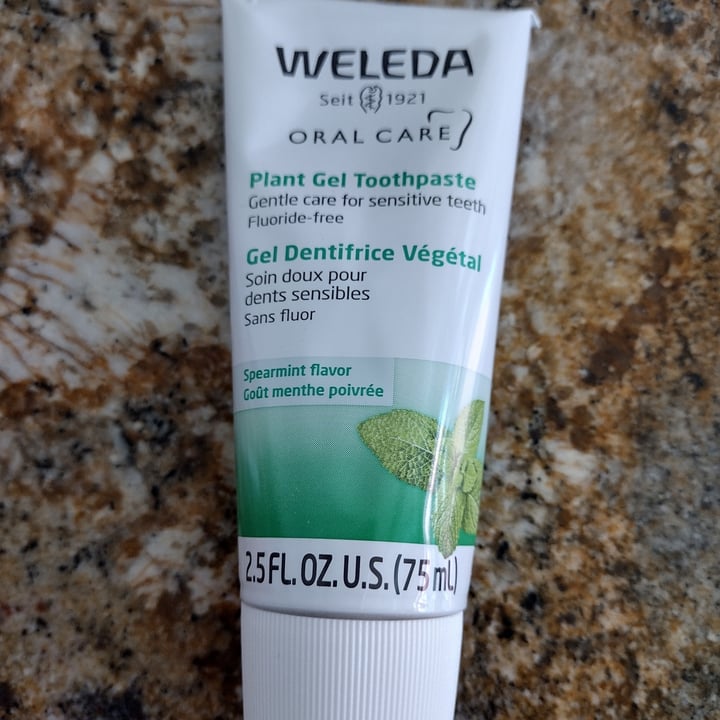 WELEDA
Seit 1921
ORAL CARE
Plant Gel Toothpaste
Gentle care for sensitive teeth
Fluoride-free
Gel Dentifrice Végétal
Soin doux pour
dents sensibles
Sans fluor
Spearmint flavor
Goût menthe poivrée
2.5 FL. OZ. U.S. (75 mL)